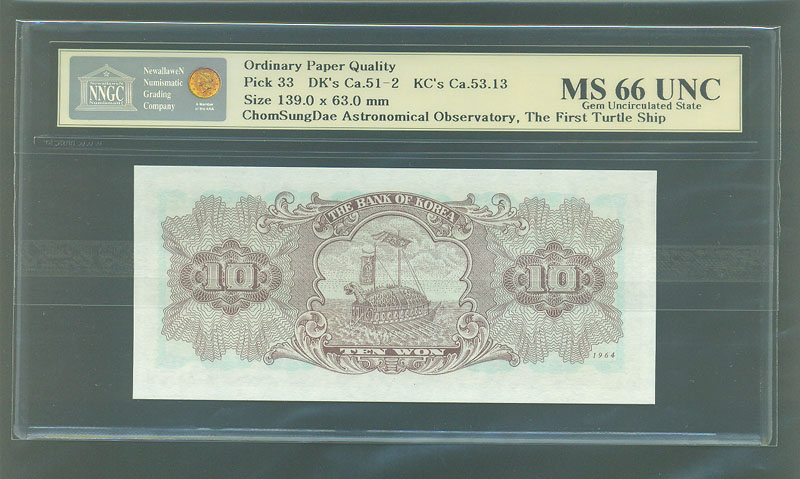 NNGC
NewallaweN
Numismatic
Grading
Company
A Member
Ordinary Paper Quality
Pick 33 DK's Ca.51-2 KC's Ca.53.13
Size 139.0 x 63.0 mm
ChomSungDae Astronomical Observatory, The First Turtle Ship
MS 66 UNC
Gem Uncirculated State
THE BANK OF KOREA
10
10
TEN WON
1964